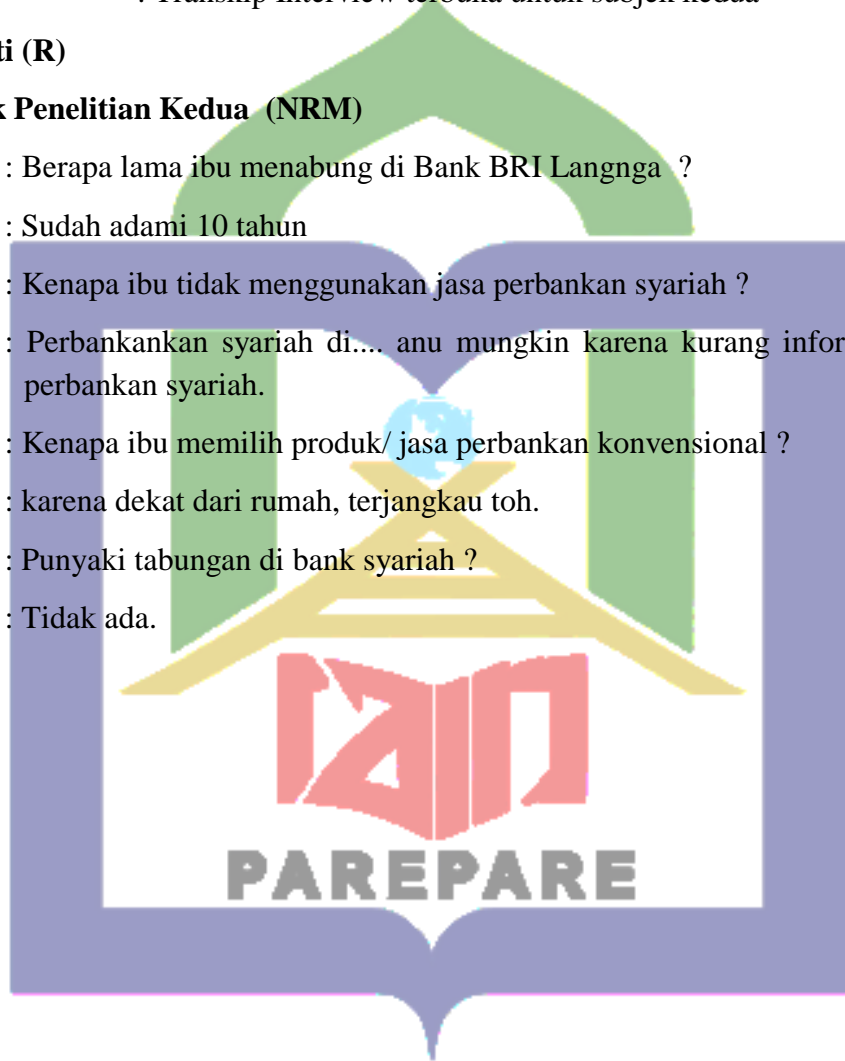 : Transkip Interview terbuka untuk subjek kedua
ti (R)
k Penelitian Kedua (NRM)
: Berapa lama ibu menabung di Bank BRI Langnga ?
: Sudah adami 10 tahun
: Kenapa ibu tidak menggunakan jasa perbankan syariah ?
: Perbankankan syariah di.... anu mungkin karena kurang infor
perbankan syariah.
: Kenapa ibu memilih produk/ jasa perbankan konvensional ?
: karena dekat dari rumah, terjangkau toh.
: Punyaki tabungan di bank syariah ?
: Tidak ada.
iain
PAREPARE